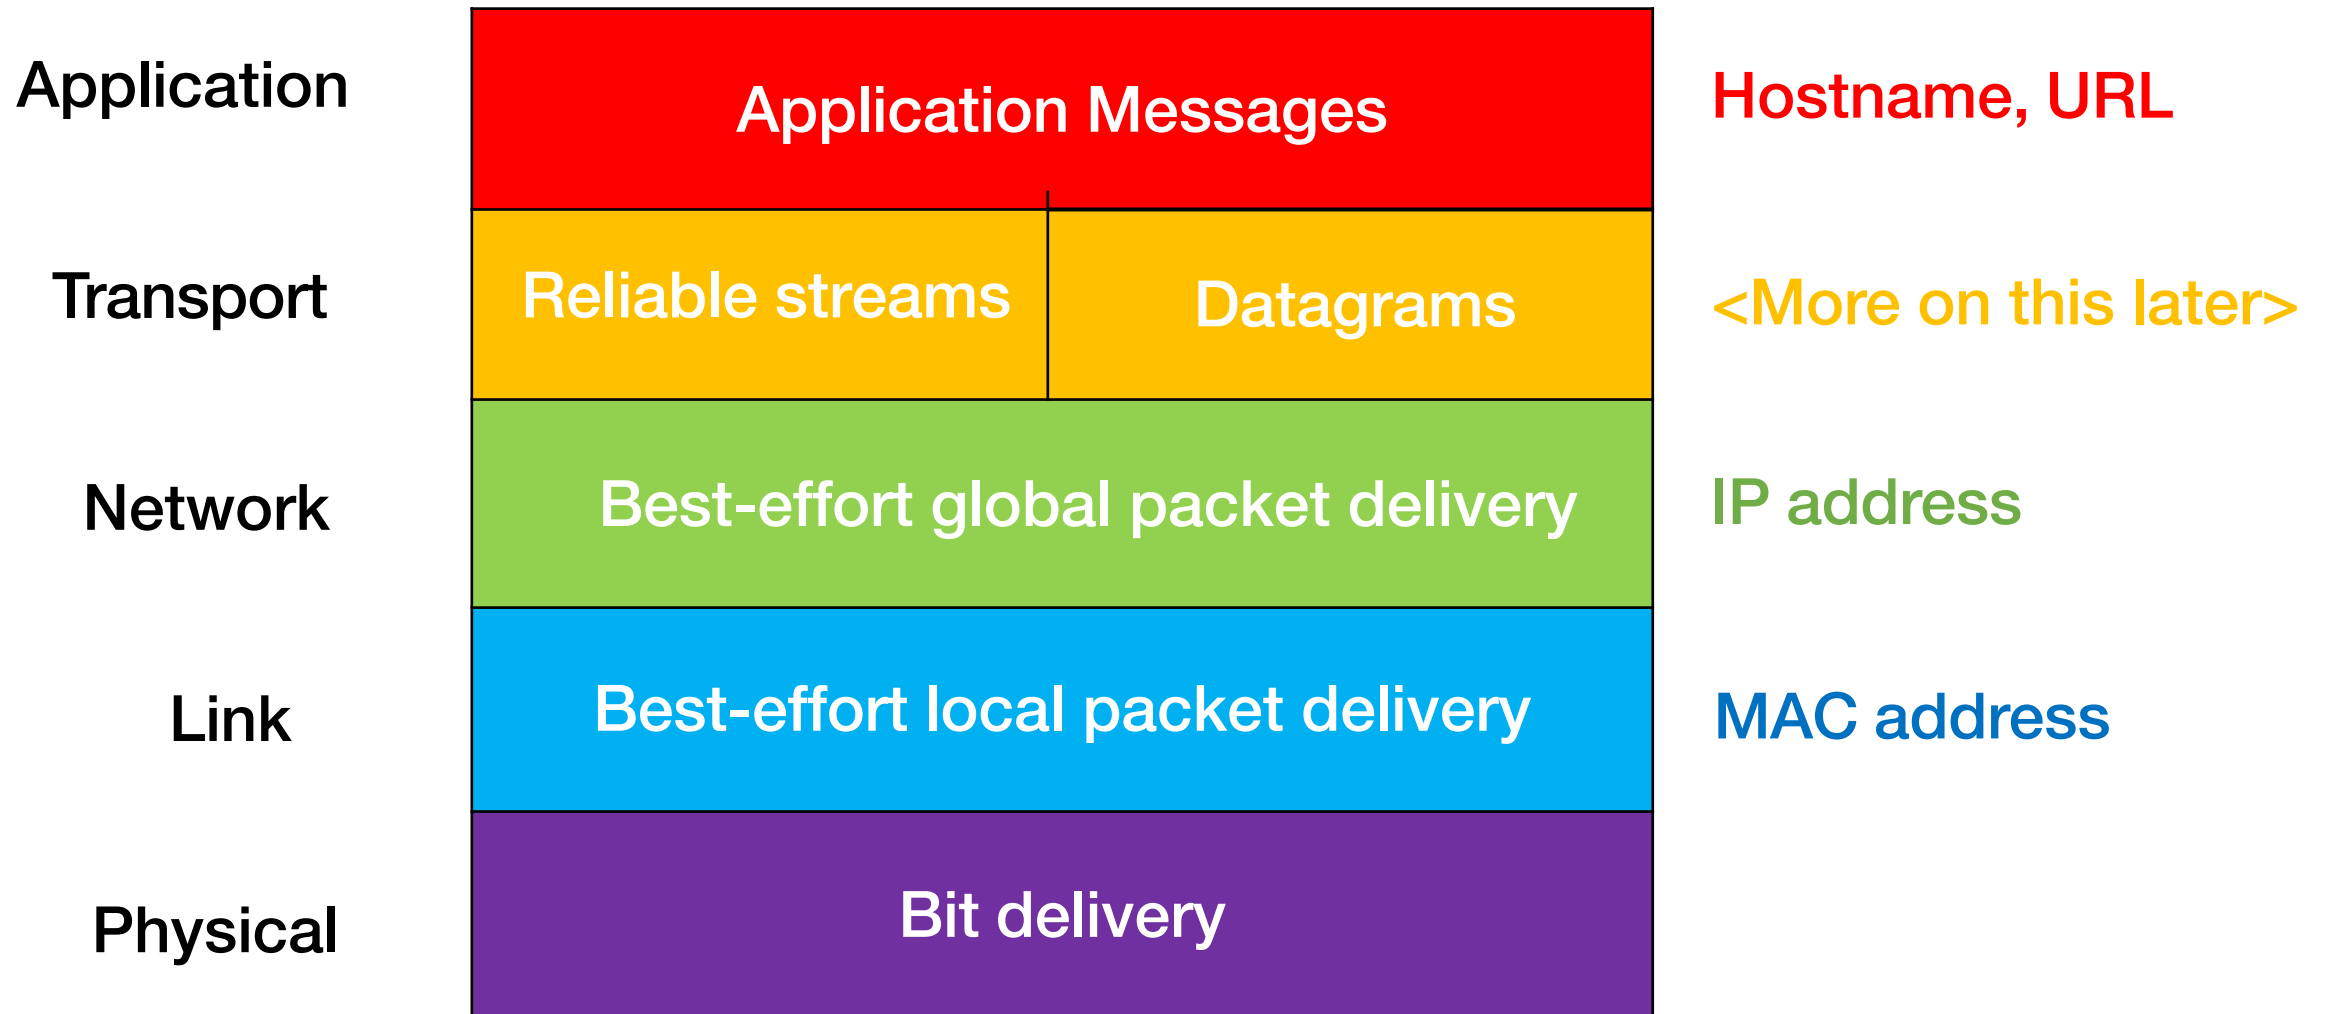 Application
Application Messages
Hostname, URL
Transport
Reliable streams
Datagrams
<More on this later>
Network
Best-effort global packet delivery
IP address
Link
Best-effort local packet delivery
MAC address
Physical
Bit delivery